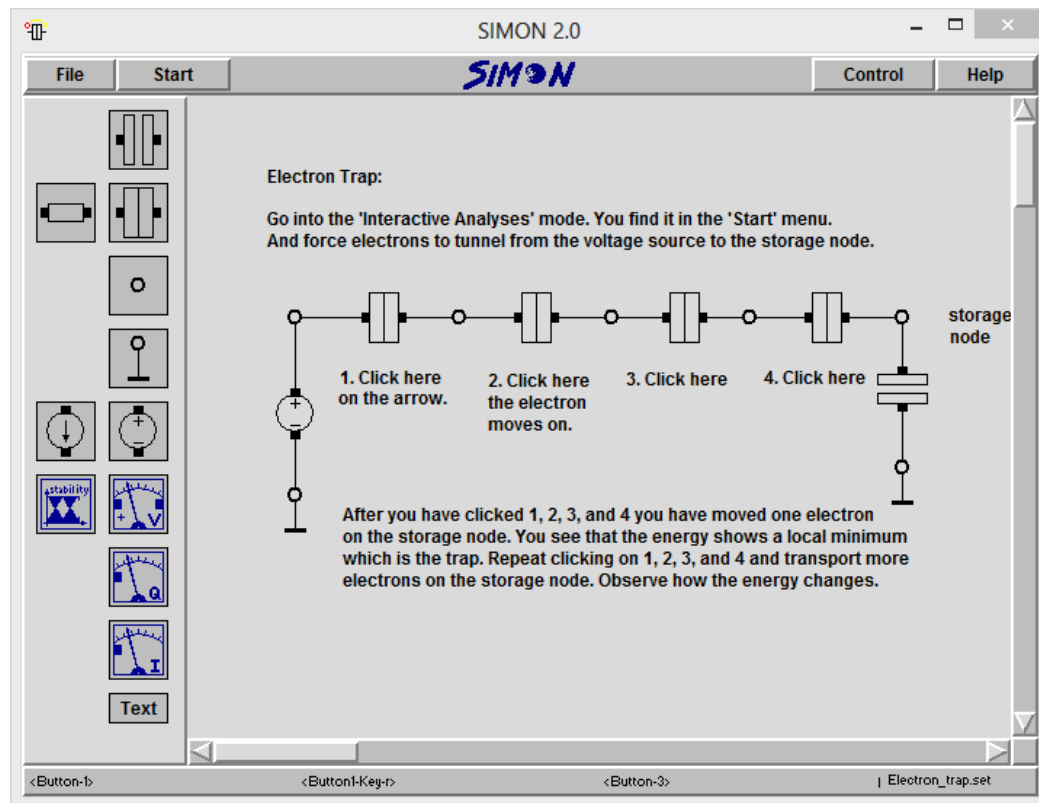 SIMON 2.0
File Start SIMON Control Help
Electron Trap:
Go into the 'Interactive Analyses' mode. You find it in the 'Start' menu.
And force electrons to tunnel from the voltage source to the storage node.
storage
node
1. Click here
on the arrow.
2. Click here
the electron
moves on.
3. Click here
4. Click here
After you have clicked 1, 2, 3, and 4 you have moved one electron
on the storage node. You see that the energy shows a local minimum
which is the trap. Repeat clicking on 1, 2, 3, and 4 and transport more
electrons on the storage node. Observe how the energy changes.
stability
V
Q
I
Text
<Button-1> <Button1-Key-r> <Button-3> | Electron_trap.set